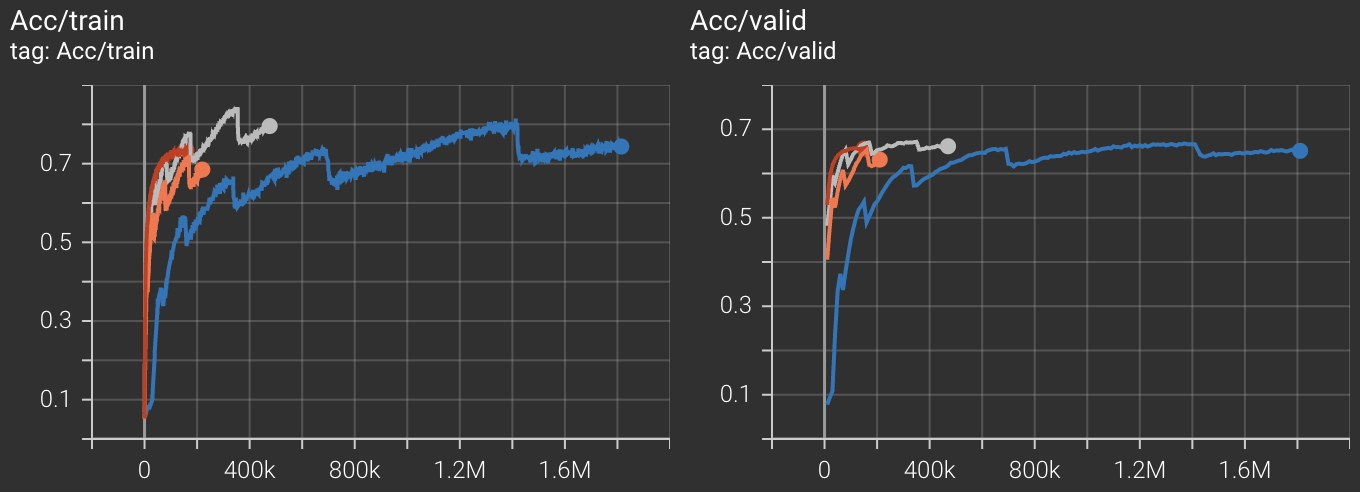 Acc/train
tag: Acc/train
0.7
0.5
0.3
0.1
0 400k 800k 1.2M 1.6M
Acc/valid
tag: Acc/valid
0.7
0.5
0.3
0.1
0 400k 800k 1.2M 1.6M